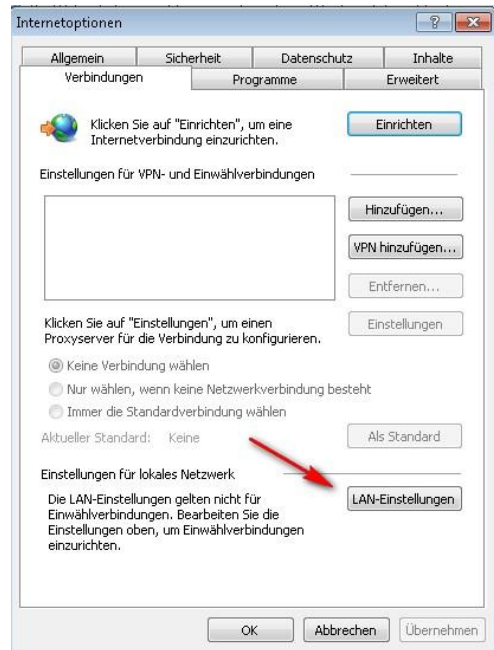 Internetoptionen
Allgemein Sicherheit Datenschutz Inhalte
Verbindungen Programme Erweitert
Klicken Sie auf "Einrichten", um eine
Internetverbindung einzurichten.
Einrichten
Einstellungen für VPN- und Einwählverbindungen
Hinzufügen...
VPN hinzufügen...
Entfernen...
Klicken Sie auf "Einstellungen", um einen
Proxyserver für die Verbindung zu konfigurieren.
Einstellungen
Keine Verbindung wählen
Nur wählen, wenn keine Netzwerkverbindung besteht
Immer die Standardverbindung wählen
Aktueller Standard: Keine
Als Standard
Einstellungen für lokales Netzwerk
Die LAN-Einstellungen gelten nicht für
Einwählverbindungen. Bearbeiten Sie die
Einstellungen oben, um Einwählverbindungen
einzurichten.
LAN-Einstellungen
OK Abbrechen Übernehmen